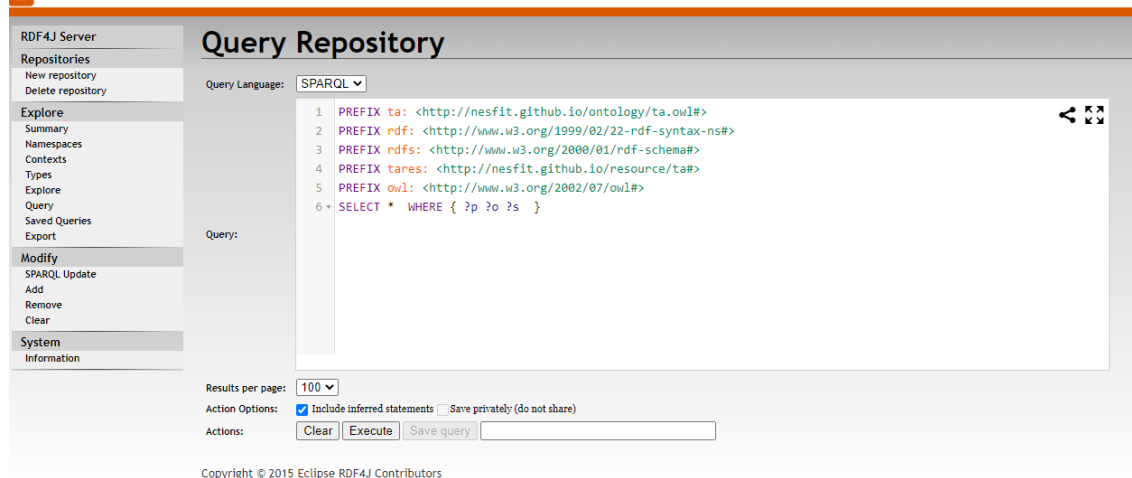 RDF4J Server
Repositories
New repository
Delete repository
Explore
Summary
Namespaces
Contexts
Types
Explore
Query
Saved Queries
Export
Modify
SPARQL Update
Add
Remove
Clear
System
Information
Query Repository
Query Language: SPARQL
1 PREFIX ta: <http://nesfit.github.io/ontology/ta.owl#>
2 PREFIX rdf: <http://www.w3.org/1999/02/22-rdf-syntax-ns#>
3 PREFIX rdfs: <http://www.w3.org/2000/01/rdf-schema#>
4 PREFIX tares: <http://nesfit.github.io/resource/ta#>
5 PREFIX owl: <http://www.w3.org/2002/07/owl#>
6 SELECT * WHERE { ?p ?o ?s }
Query:
Results per page: 100
Action Options: Include inferred statements Save privately (do not share)
Actions: Clear Execute Save query
Copyright © 2015 Eclipse RDF4J Contributors